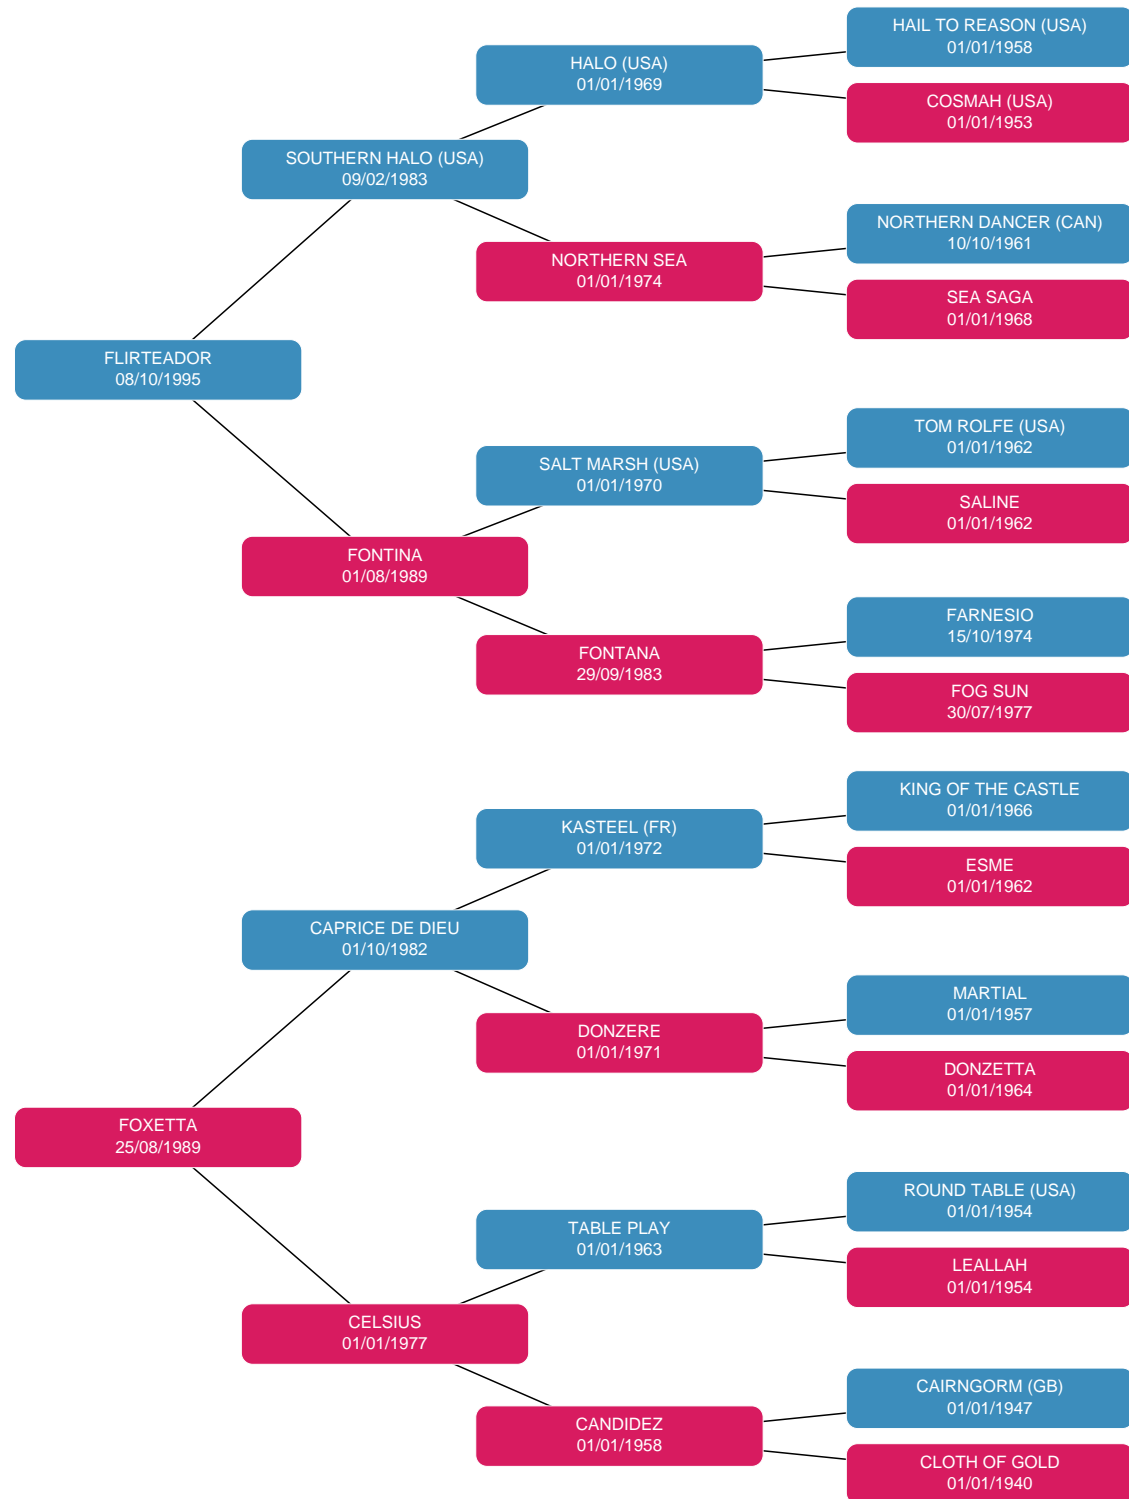 HAIL TO REASON (USA)
01/01/1958
HALO (USA)
01/01/1969
COSMAH (USA)
01/01/1953
SOUTHERN HALO (USA)
09/02/1983
NORTHERN DANCER (CAN)
10/10/1961
NORTHERN SEA
01/01/1974
SEA SAGA
01/01/1968
FLIRTEADOR
08/10/1995
TOM ROLFE (USA)
01/01/1962
SALT MARSH (USA)
01/01/1970
SALINE
01/01/1962
FONTINA
01/08/1989
FARNESIO
15/10/1974
FONTANA
29/09/1983
FOG SUN
30/07/1977
KING OF THE CASTLE
01/01/1966
KASTEEL (FR)
01/01/1972
ESME
01/01/1962
CAPRICE DE DIEU
01/10/1982
MARTIAL
01/01/1957
DONZERE
01/01/1971
DONZETTA
01/01/1964
FOXETTA
25/08/1989
ROUND TABLE (USA)
01/01/1954
TABLE PLAY
01/01/1963
LEALLAH
01/01/1954
CELSIUS
01/01/1977
CAIRNGORM (GB)
01/01/1947
CANDIDEZ
01/01/1958
CLOTH OF GOLD
01/01/1940